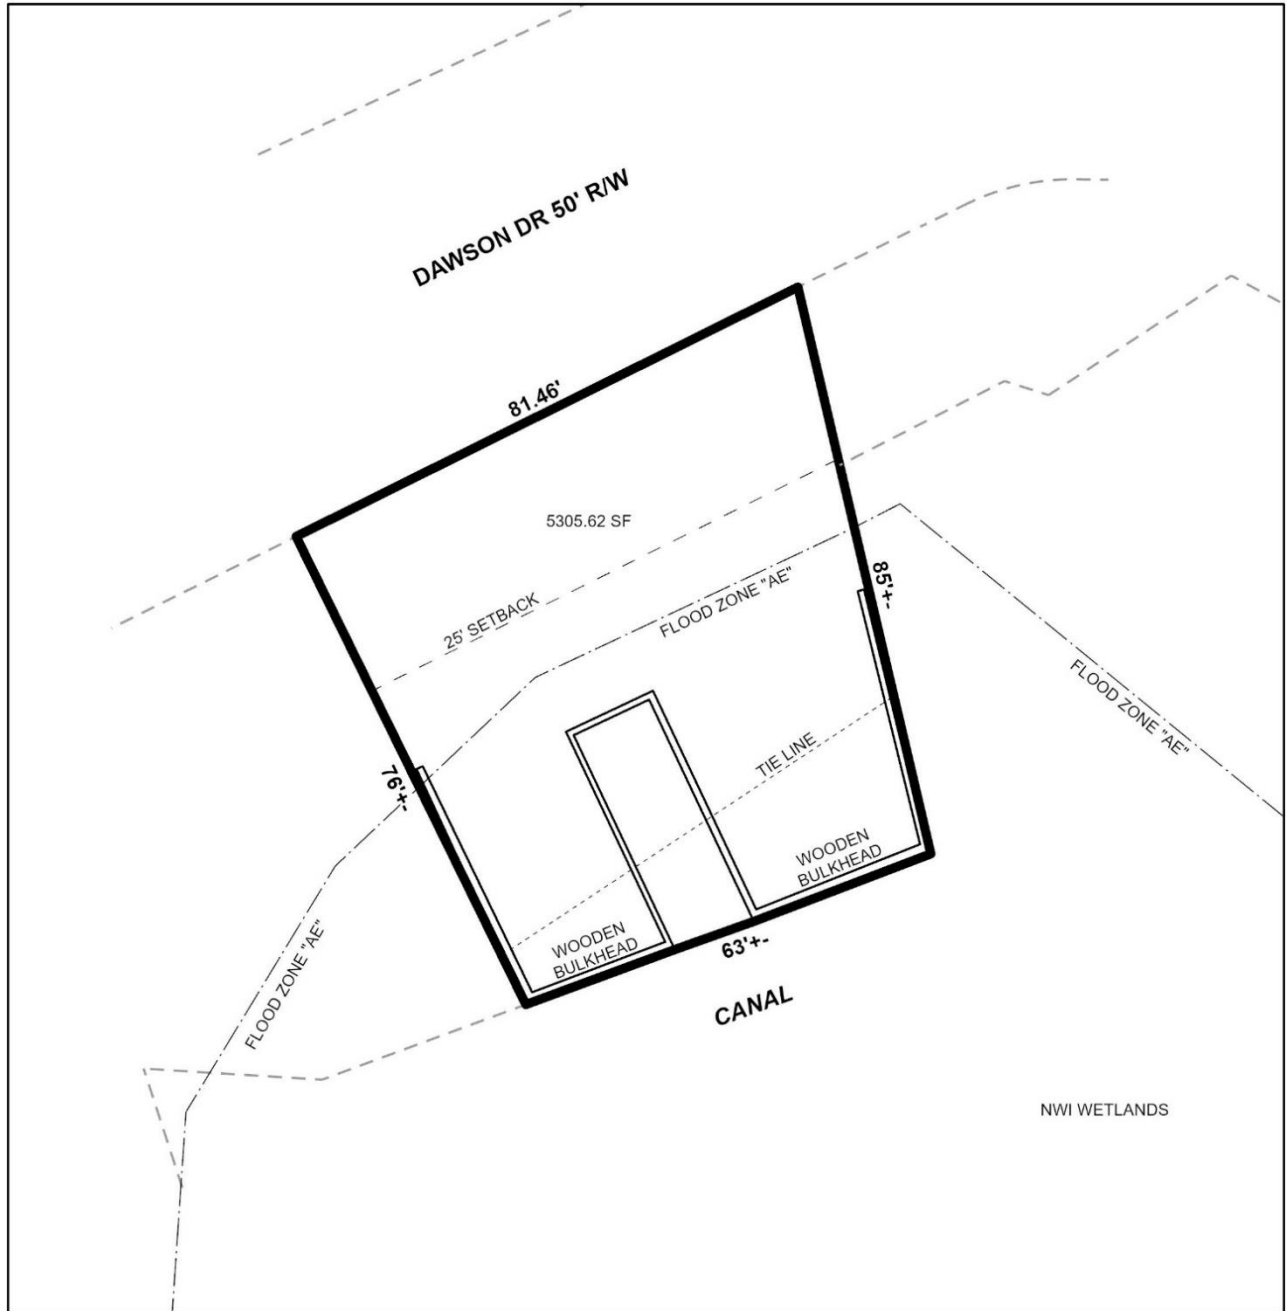 DAWSON DR 50' R/W
81.46'
5305.62 SF
25' SETBACK
FLOOD ZONE "AE"
85'+-
FLOOD ZONE "AE"
TIE LINE
76'+-
WOODEN
BULKHEAD
WOODEN
BULKHEAD
63'+-
FLOOD ZONE "AE"
CANAL
NWI WETLANDS